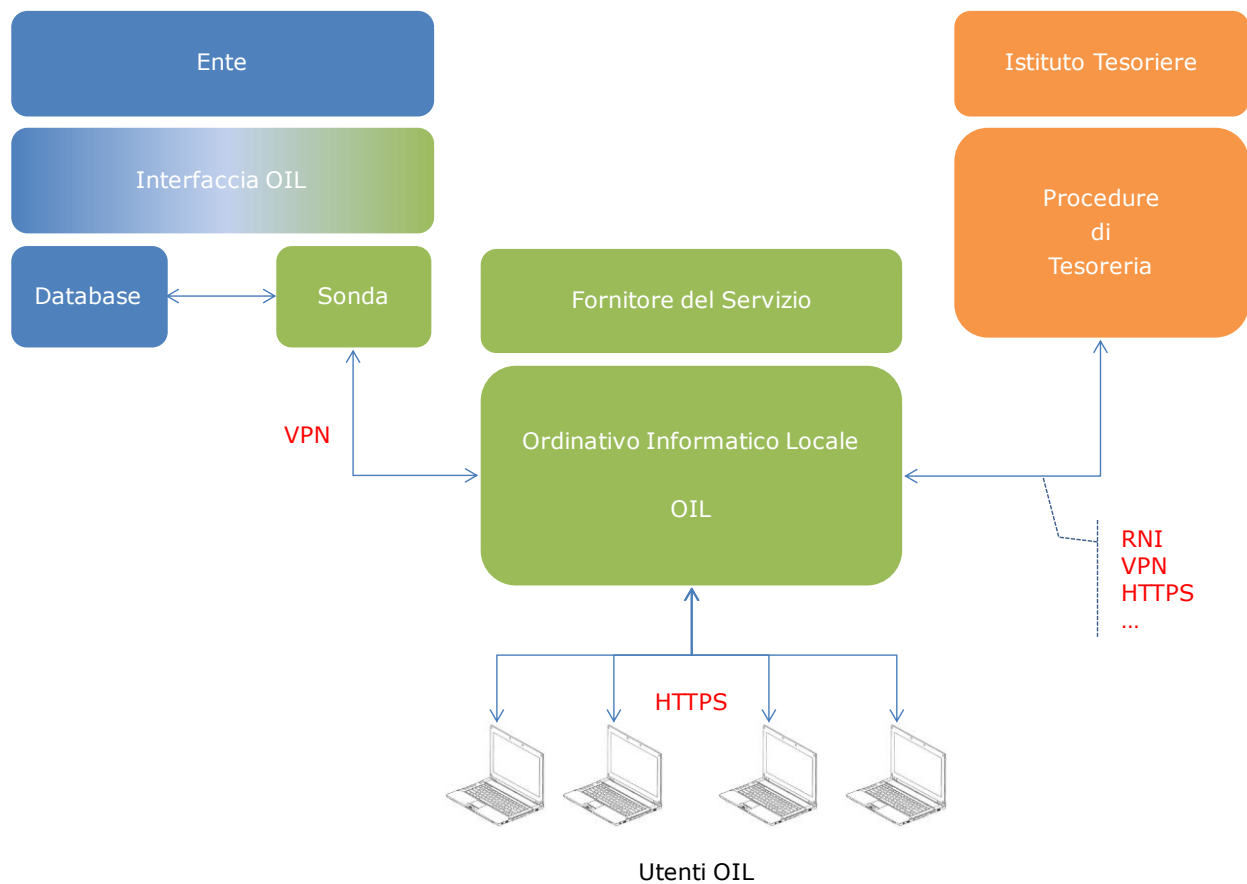 Ente
Istituto Tesoriere
Interfaccia OIL
Procedure
di
Tesoreria
Database
Sonda
Fornitore del Servizio
VPN
Ordinativo Informatico Locale
OIL
RNI
VPN
HTTPS
...
HTTPS
Utenti OIL